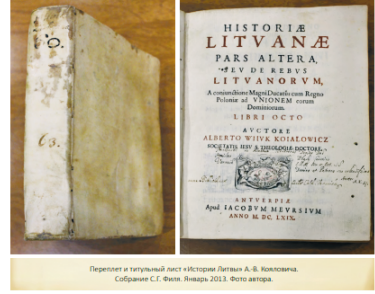 O.
63.
HISTORIÆ
LITVANÆ
PARS ALTERA,
SEV DE REBVS
LITVANORVM,
A coniunctione Magni Ducatus cum Regno
Poloniæ ad VNIONEM eorum
Dominiorum.
LIBRI OCTO
AVCTORE
ALBERTO WIIVK KOIALOWICZ
SOCIETATIS IESV S. THEOLOGIÆ DOCTORE.
ANTVERPIÆ
Apud IACOBVM MEVRSIVM
ANNO M. DC. LXIX.
Переплет и титульный лист «Истории Литвы» А.-В. Кояловича.
Собрание С.Г. Филя. Январь 2013. Фото автора.